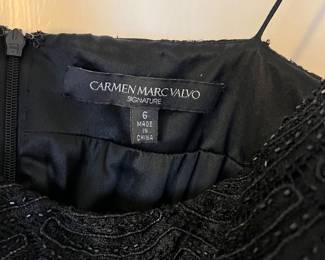 CARMEN MARC VALVO
SIGNATURE
6
MADE
IN
CHINA